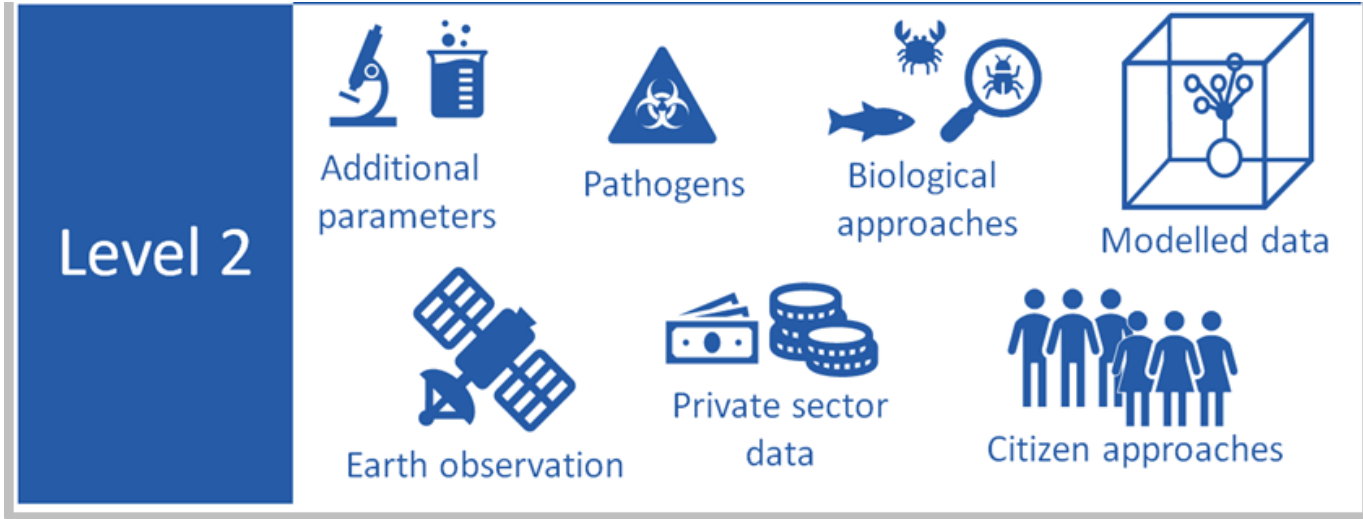 Level 2
Additional
parameters
Pathogens
Biological
approaches
Modelled data
Earth observation
Private sector
data
Citizen approaches